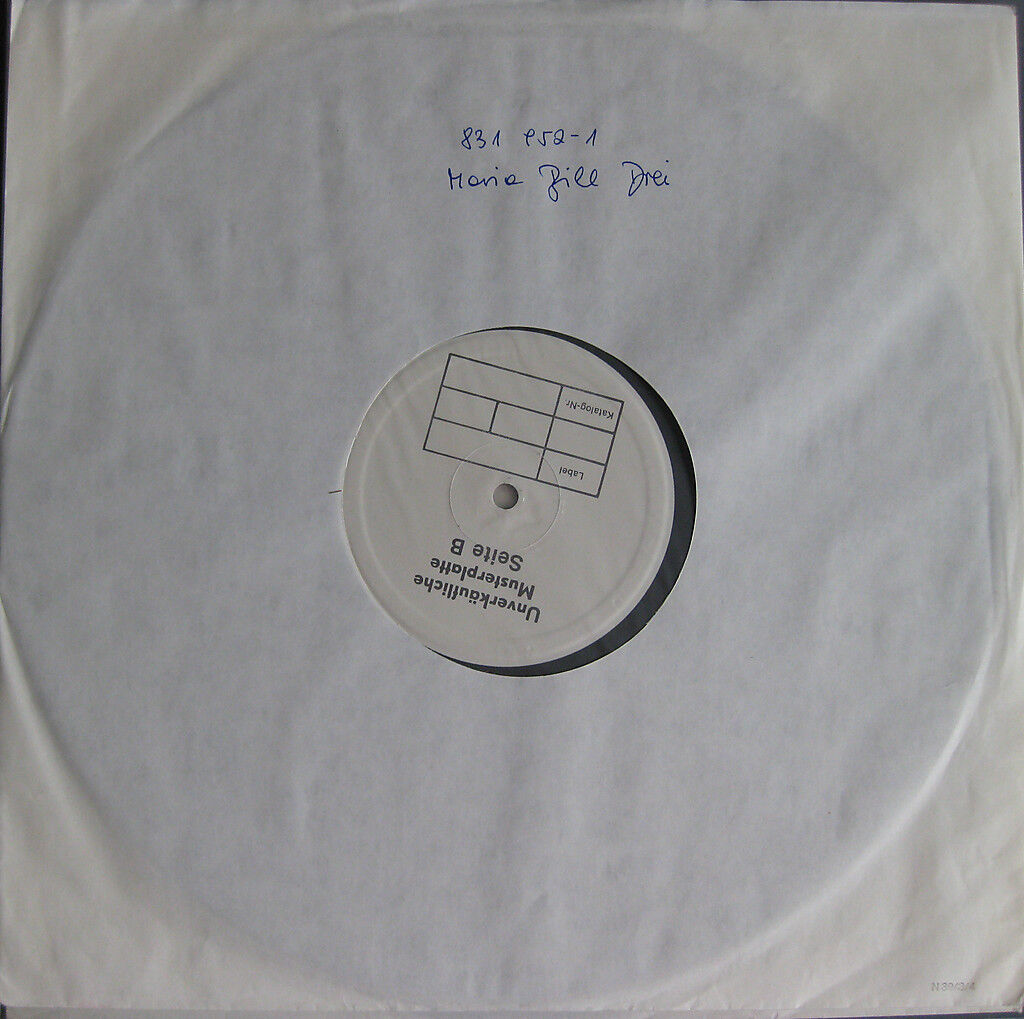 831 952-1
Maria Bill Drei
Unverkäufliche
Musterplatte
Seite B
Label
Katalog-Nr.